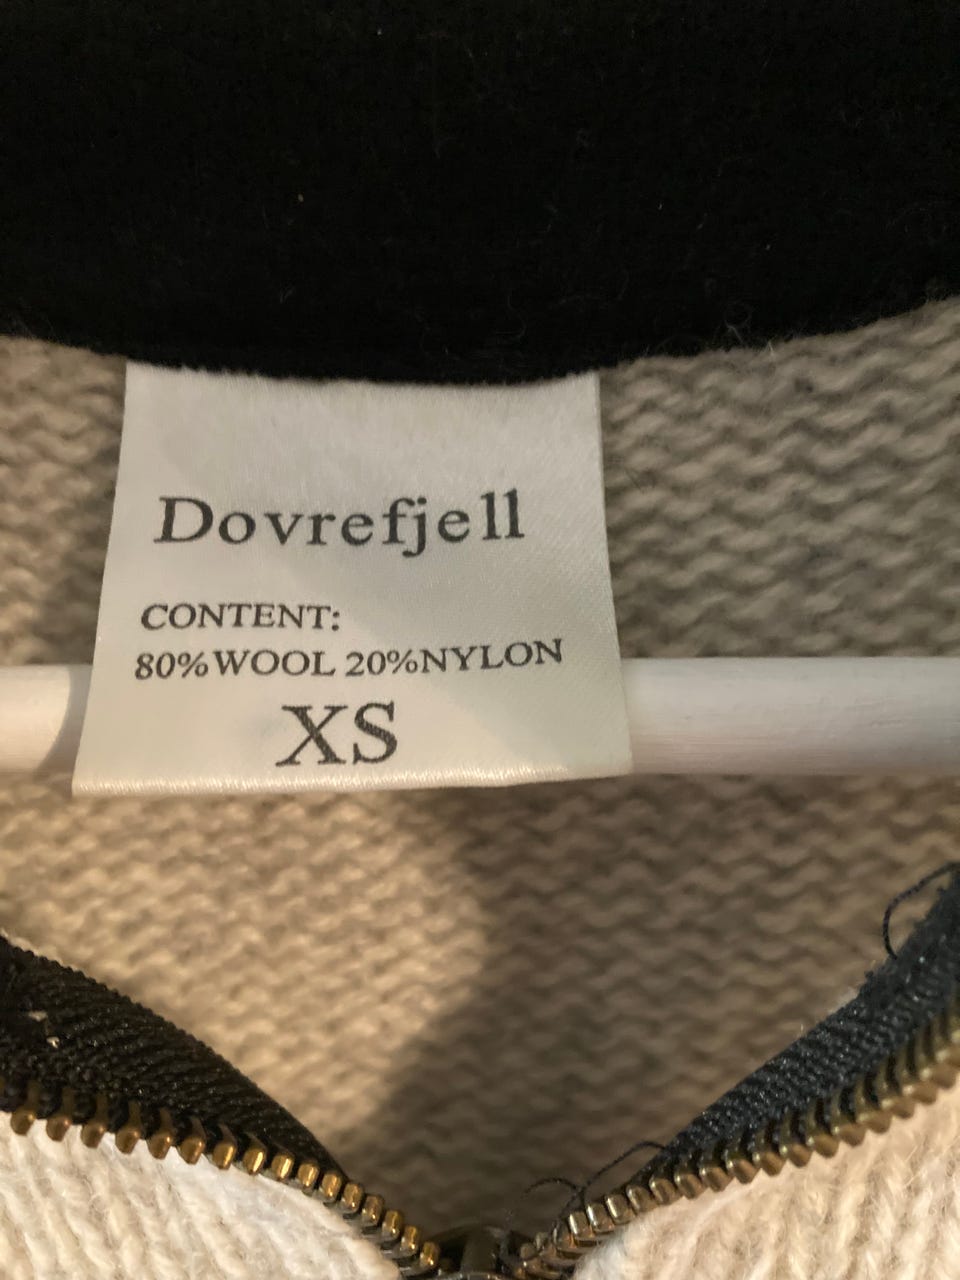 Dovrefjell
CONTENT:
80%WOOL 20%NYLON
XS